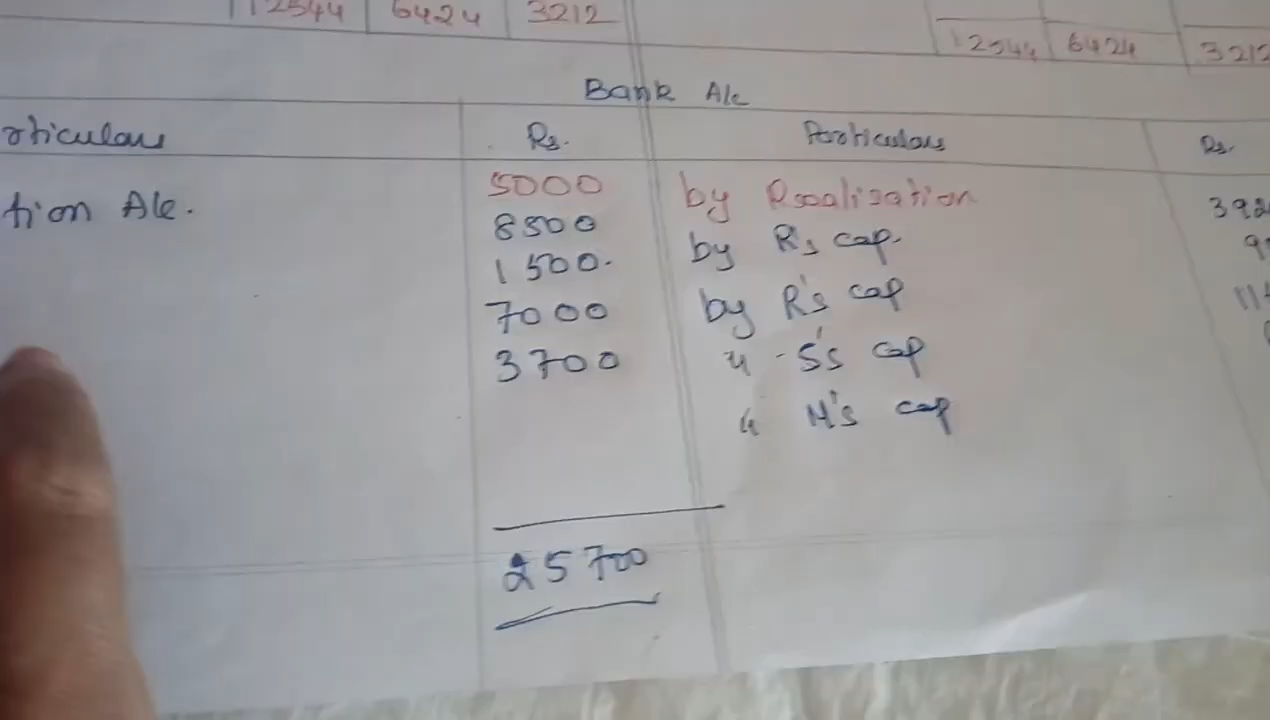 12544 6424 3212
12544 6424 3212
Bank A/c
rticulars Rs. Particulars Rs.
5000 by Realisation
tion A/c. 8500 by R's cap.
1500. by R's cap
7000 " S's cap
3700 " M's cap
25700